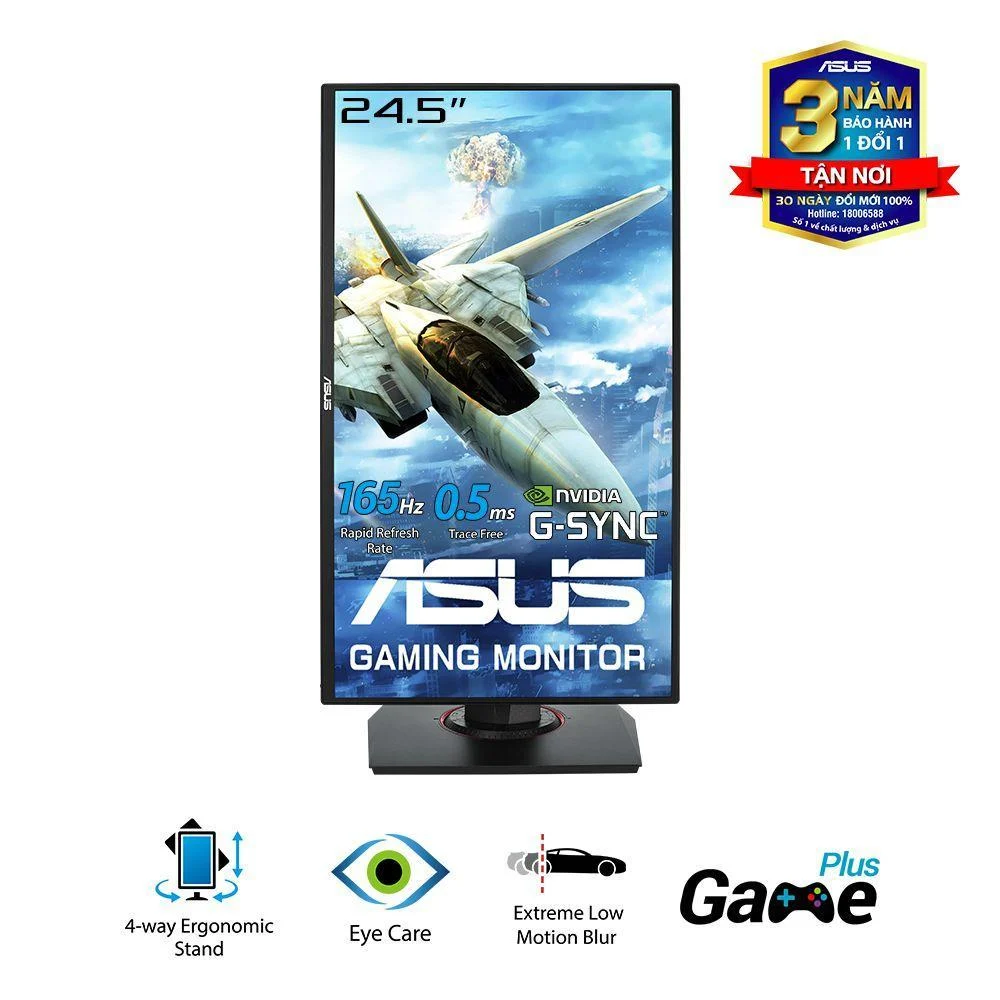 ASUS
3 NĂM
BẢO HÀNH
1 ĐỔI 1
TẬN NƠI
30 NGÀY ĐỔI MỚI 100%
Hotline: 18006588
Số 1 về chất lượng & dịch vụ
24.5"
ASUS
165Hz
Rapid Refresh
Rate
0.5ms
Trace Free
NVIDIA
G-SYNC™
ASUS
GAMING MONITOR
4-way Ergonomic
Stand
Eye Care
Extreme Low
Motion Blur
Game Plus